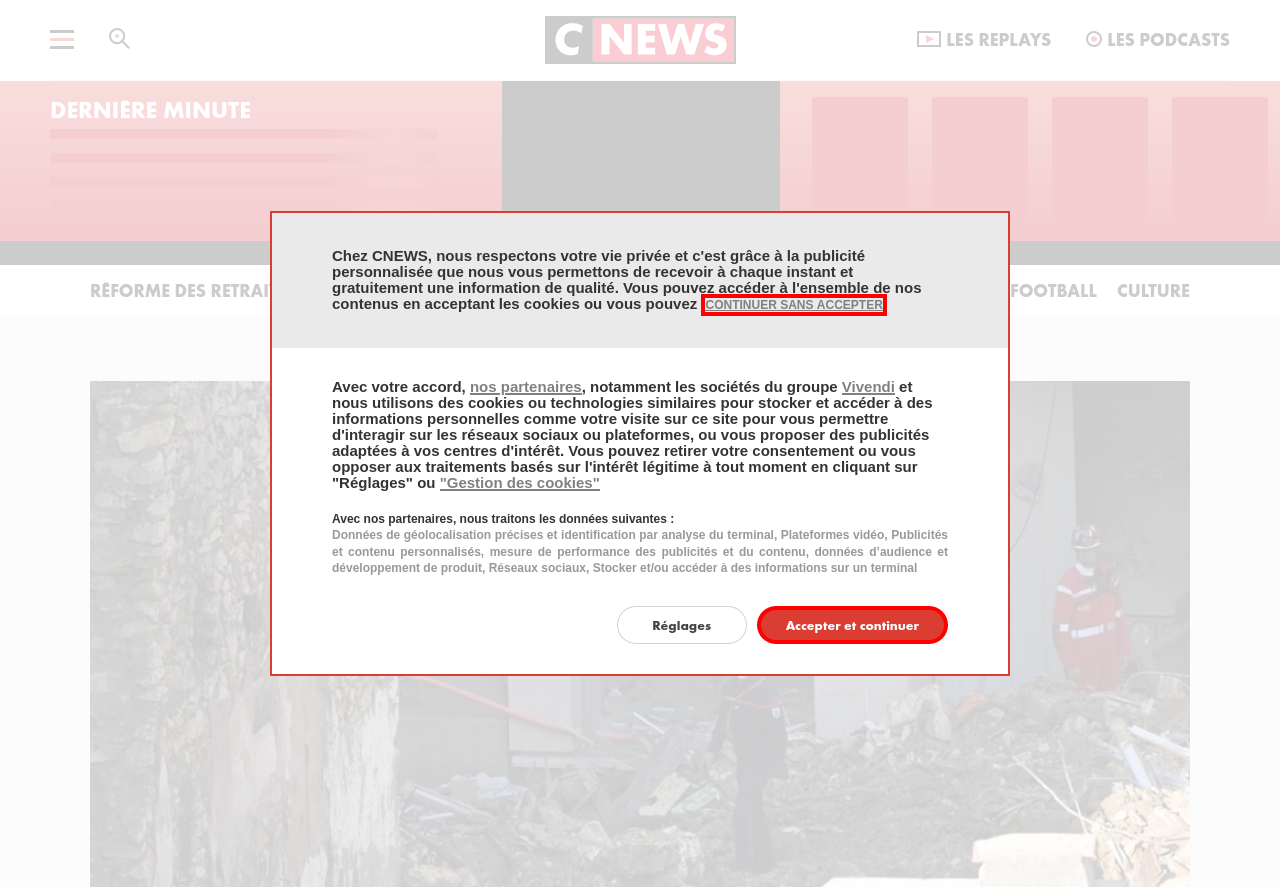 C NEWS
LES REPLAYS
LES PODCASTS
DERNIÈRE MINUTE
RÉFORME DES RETRAI
FOOTBALL
CULTURE
Chez CNEWS, nous respectons votre vie privée et c'est grâce à la publicité
personnalisée que nous vous permettons de recevoir à chaque instant et
gratuitement une information de qualité. Vous pouvez accéder à l'ensemble de nos
contenus en acceptant les cookies ou vous pouvez CONTINUER SANS ACCEPTER
Avec votre accord, nos partenaires, notamment les sociétés du groupe Vivendi et
nous utilisons des cookies ou technologies similaires pour stocker et accéder à des
informations personnelles comme votre visite sur ce site pour vous permettre
d'interagir sur les réseaux sociaux ou plateformes, ou vous proposer des publicités
adaptées à vos centres d'intérêt. Vous pouvez retirer votre consentement ou vous
opposer aux traitements basés sur l'intérêt légitime à tout moment en cliquant sur
"Réglages" ou "Gestion des cookies"
Avec nos partenaires, nous traitons les données suivantes :
Données de géolocalisation précises et identification par analyse du terminal, Plateformes vidéo, Publicités
et contenu personnalisés, mesure de performance des publicités et du contenu, données d’audience et
développement de produit, Réseaux sociaux, Stocker et/ou accéder à des informations sur un terminal
Réglages
Accepter et continuer